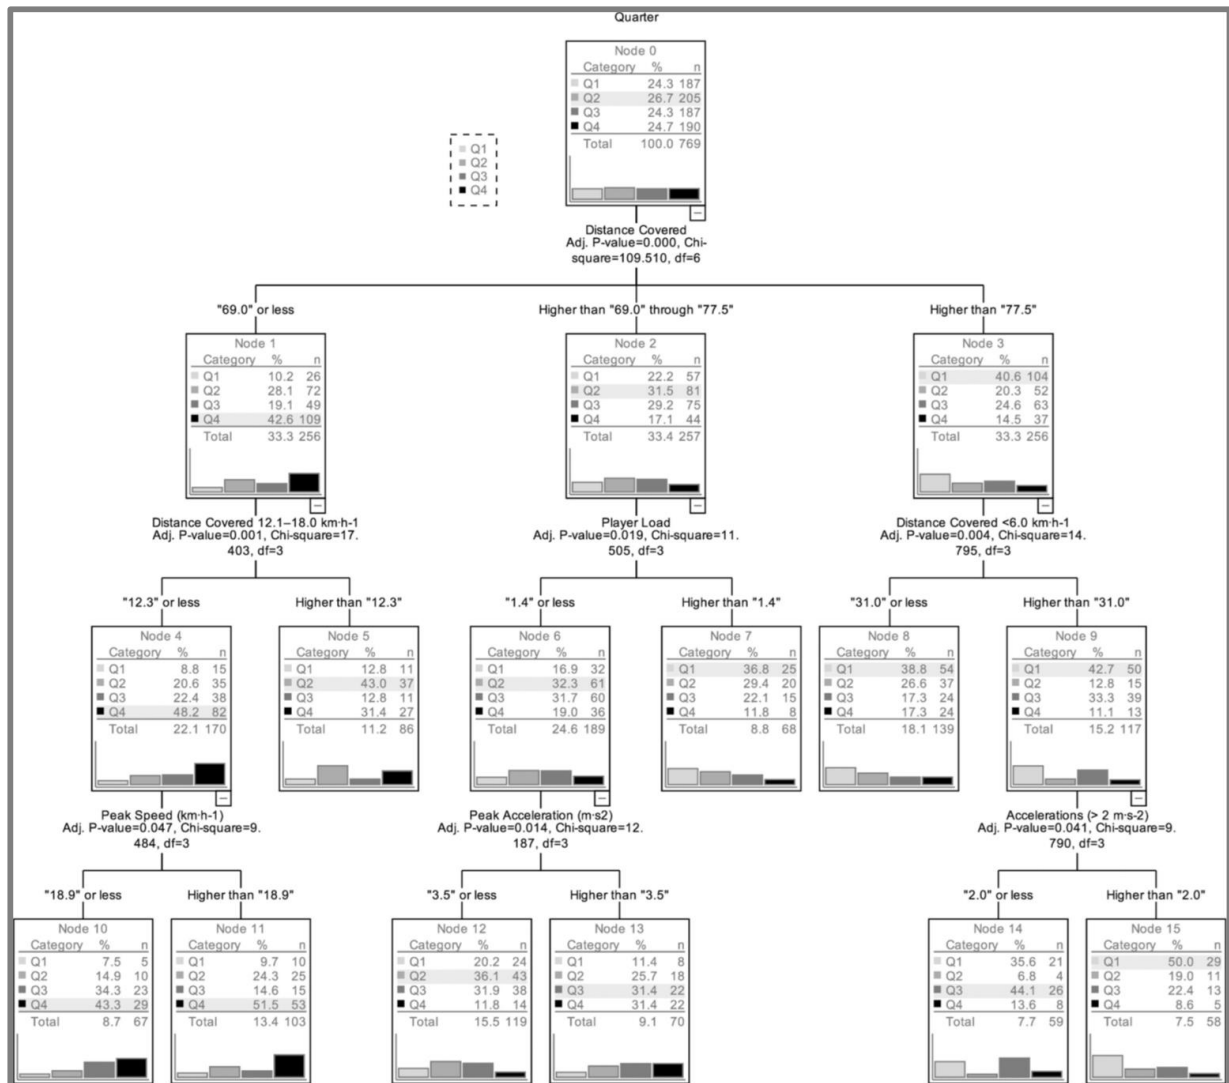 Quarter
Node 0
Category % n
Q1 24.3 187
Q2 26.7 205
Q3 24.3 187
Q4 24.7 190
Total 100.0 769
Q1
Q2
Q3
Q4
Distance Covered
Adj. P-value=0.000, Chi-
square=109.510, df=6
"69.0" or less
Higher than "69.0" through "77.5"
Higher than "77.5"
Node 1
Category % n
Q1 10.2 26
Q2 28.1 72
Q3 19.1 49
Q4 42.6 109
Total 33.3 256
Node 2
Category % n
Q1 22.2 57
Q2 31.5 81
Q3 29.2 75
Q4 17.1 44
Total 33.4 257
Node 3
Category % n
Q1 40.6 104
Q2 20.3 52
Q3 24.6 63
Q4 14.5 37
Total 33.3 256
Distance Covered 12.1–18.0 km·h-1
Adj. P-value=0.001, Chi-square=17.
403, df=3
Player Load
Adj. P-value=0.019, Chi-square=11.
505, df=3
Distance Covered <6.0 km·h-1
Adj. P-value=0.004, Chi-square=14.
795, df=3
"12.3" or less
Higher than "12.3"
"1.4" or less
Higher than "1.4"
"31.0" or less
Higher than "31.0"
Node 4
Category % n
Q1 8.8 15
Q2 20.6 35
Q3 22.4 38
Q4 48.2 82
Total 22.1 170
Node 5
Category % n
Q1 12.8 11
Q2 43.0 37
Q3 12.8 11
Q4 31.4 27
Total 11.2 86
Node 6
Category % n
Q1 16.9 32
Q2 32.3 61
Q3 31.7 60
Q4 19.0 36
Total 24.6 189
Node 7
Category % n
Q1 36.8 25
Q2 29.4 20
Q3 22.1 15
Q4 11.8 8
Total 8.8 68
Node 8
Category % n
Q1 38.8 54
Q2 26.6 37
Q3 17.3 24
Q4 17.3 24
Total 18.1 139
Node 9
Category % n
Q1 42.7 50
Q2 12.8 15
Q3 33.3 39
Q4 11.1 13
Total 15.2 117
Peak Speed (km·h-1)
Adj. P-value=0.047, Chi-square=9.
484, df=3
Peak Acceleration (m·s2)
Adj. P-value=0.014, Chi-square=12.
187, df=3
Accelerations (> 2 m·s-2)
Adj. P-value=0.041, Chi-square=9.
790, df=3
"18.9" or less
Higher than "18.9"
"3.5" or less
Higher than "3.5"
"2.0" or less
Higher than "2.0"
Node 10
Category % n
Q1 7.5 5
Q2 14.9 10
Q3 34.3 23
Q4 43.3 29
Total 8.7 67
Node 11
Category % n
Q1 9.7 10
Q2 24.3 25
Q3 14.6 15
Q4 51.5 53
Total 13.4 103
Node 12
Category % n
Q1 20.2 24
Q2 36.1 43
Q3 31.9 38
Q4 11.8 14
Total 15.5 119
Node 13
Category % n
Q1 11.4 8
Q2 25.7 18
Q3 31.4 22
Q4 31.4 22
Total 9.1 70
Node 14
Category % n
Q1 35.6 21
Q2 6.8 4
Q3 44.1 26
Q4 13.6 8
Total 7.7 59
Node 15
Category % n
Q1 50.0 29
Q2 19.0 11
Q3 22.4 13
Q4 8.6 5
Total 7.5 58